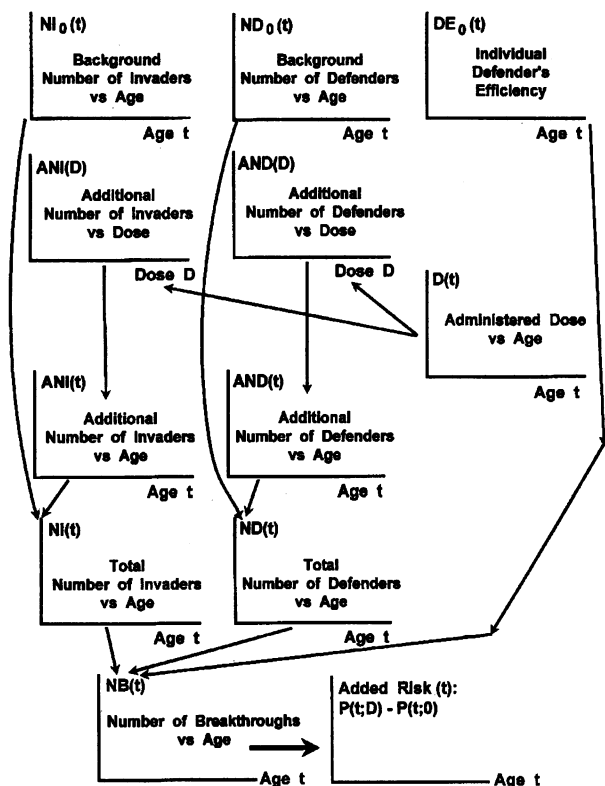 NI₀(t)
Background
Number of Invaders
vs Age
Age t
ND₀(t)
Background
Number of Defenders
vs Age
Age t
DE₀(t)
Individual
Defender's
Efficiency
Age t
ANI(D)
Additional
Number of Invaders
vs Dose
Dose D
AND(D)
Additional
Number of Defenders
vs Dose
Dose D
D(t)
Administered Dose
vs Age
Age t
ANI(t)
Additional
Number of Invaders
vs Age
Age t
AND(t)
Additional
Number of Defenders
vs Age
Age t
NI(t)
Total
Number of Invaders
vs Age
Age t
ND(t)
Total
Number of Defenders
vs Age
Age t
NB(t)
Number of Breakthroughs
vs Age
Age t
Added Risk (t):
P(t;D) - P(t;0)
Age t